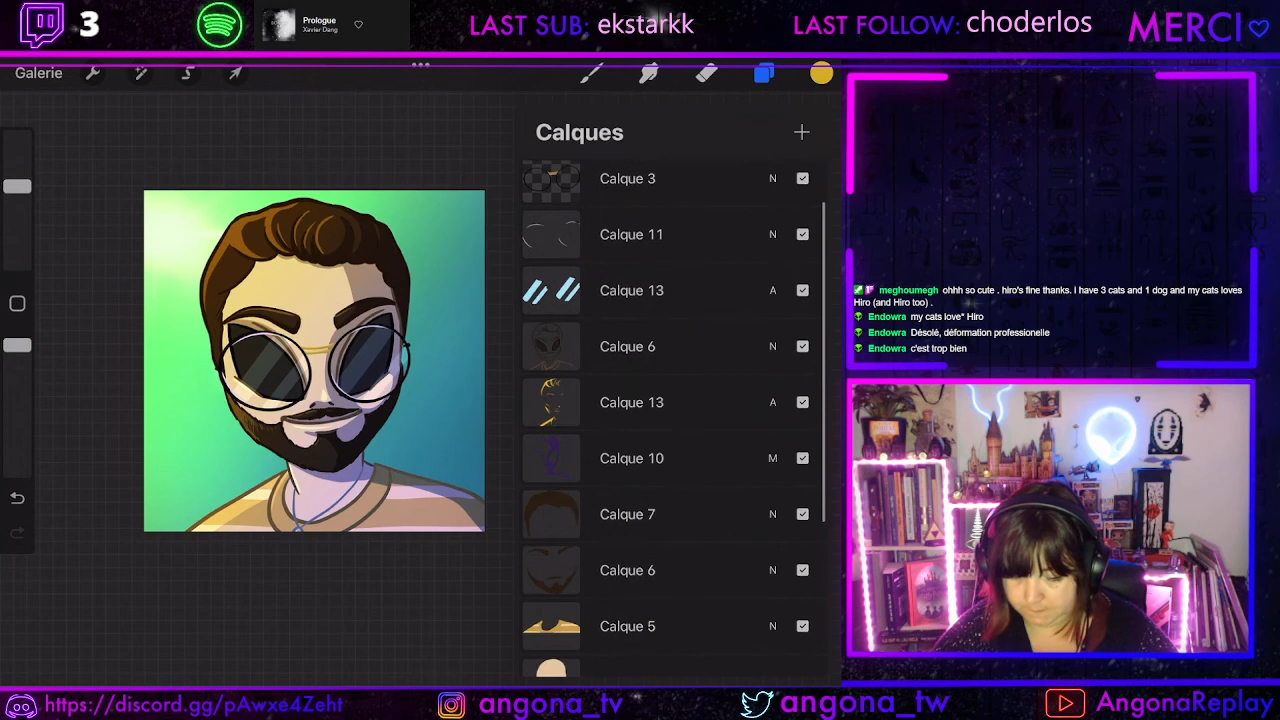 3
Prologue
Xavier Dang
LAST SUB: ekstarkk
LAST FOLLOW: choderlos
MERCI
Galerie
Calques
Calque 3 N
Calque 11 N
Calque 13 A
Calque 6 N
Calque 13 A
Calque 10 M
Calque 7 N
Calque 6 N
Calque 5 N
meghoumegh ohhh so cute . hiro's fine thanks. i have 3 cats and 1 dog and my cats loves
Hiro (and Hiro too) .
Endowra my cats love* Hiro
Endowra Désolé, déformation professionelle
Endowra c'est trop bien
https://discord.gg/pAwxe4Zeht
angona_tv
angona_tw
AngonaReplay